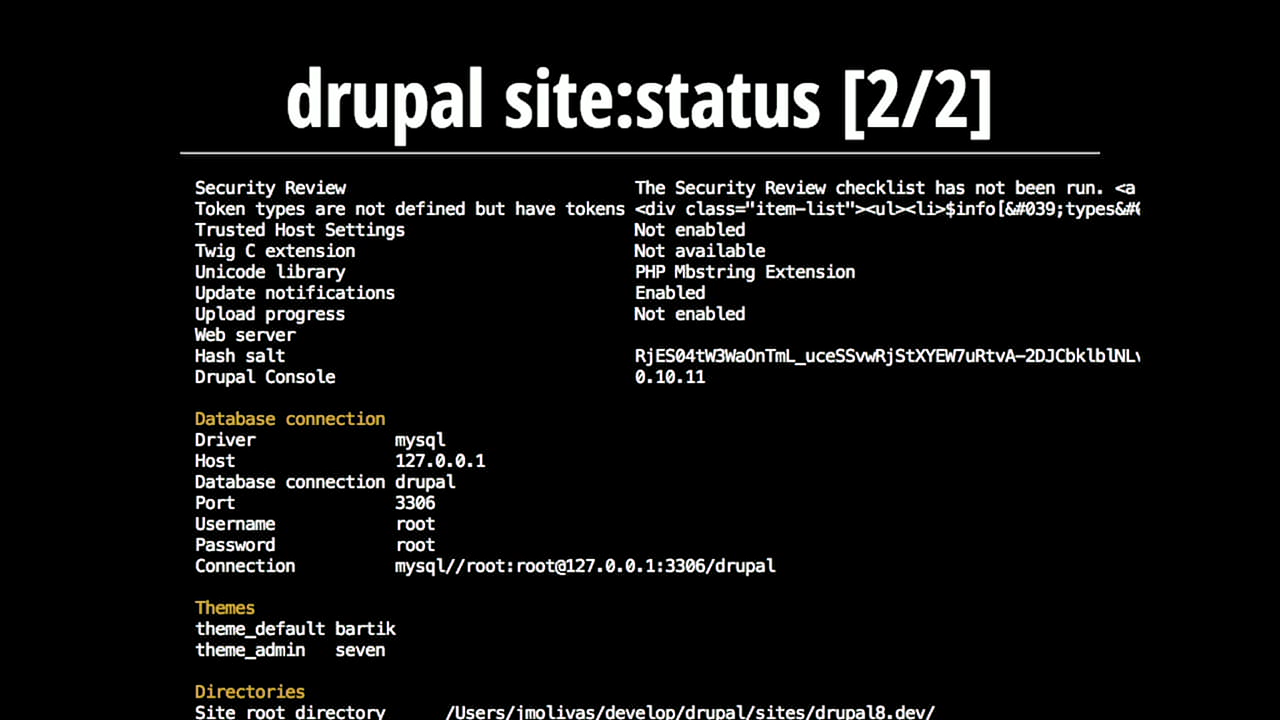 drupal site:status [2/2]
Security Review The Security Review checklist has not been run. <a
Token types are not defined but have tokens <div class="item-list"><ul><li>$info[&#039;types&#
Trusted Host Settings Not enabled
Twig C extension Not available
Unicode library PHP Mbstring Extension
Update notifications Enabled
Upload progress Not enabled
Web server
Hash salt RjES04tW3WaOnTmL_uceSSvwRjStXYEW7uRtvA-2DJCbklblNL
Drupal Console 0.10.11
Database connection
Driver mysql
Host 127.0.0.1
Database connection drupal
Port 3306
Username root
Password root
Connection mysql//root:root@127.0.0.1:3306/drupal
Themes
theme_default bartik
theme_admin seven
Directories
Site root directory /Users/jmolivas/develop/drupal/sites/drupal8.dev/